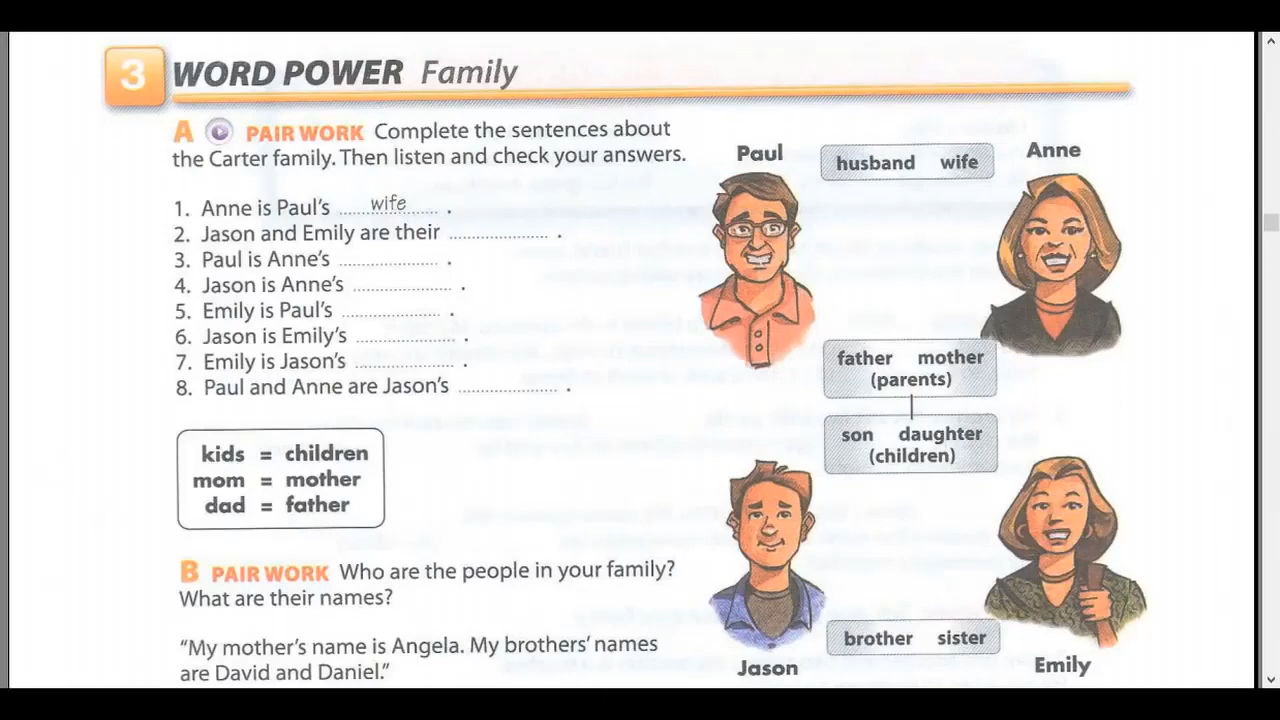 3 WORD POWER Family
A PAIR WORK Complete the sentences about
the Carter family. Then listen and check your answers.
1. Anne is Paul's ....wife.... .
2. Jason and Emily are their .................... .
3. Paul is Anne's .................... .
4. Jason is Anne's .................... .
5. Emily is Paul's .................... .
6. Jason is Emily's .................... .
7. Emily is Jason's .................... .
8. Paul and Anne are Jason's .................... .
kids = children
mom = mother
dad = father
B PAIR WORK Who are the people in your family?
What are their names?
"My mother's name is Angela. My brothers' names
are David and Daniel."
Paul
husband wife
Anne
father mother
(parents)
son daughter
(children)
brother sister
Jason
Emily